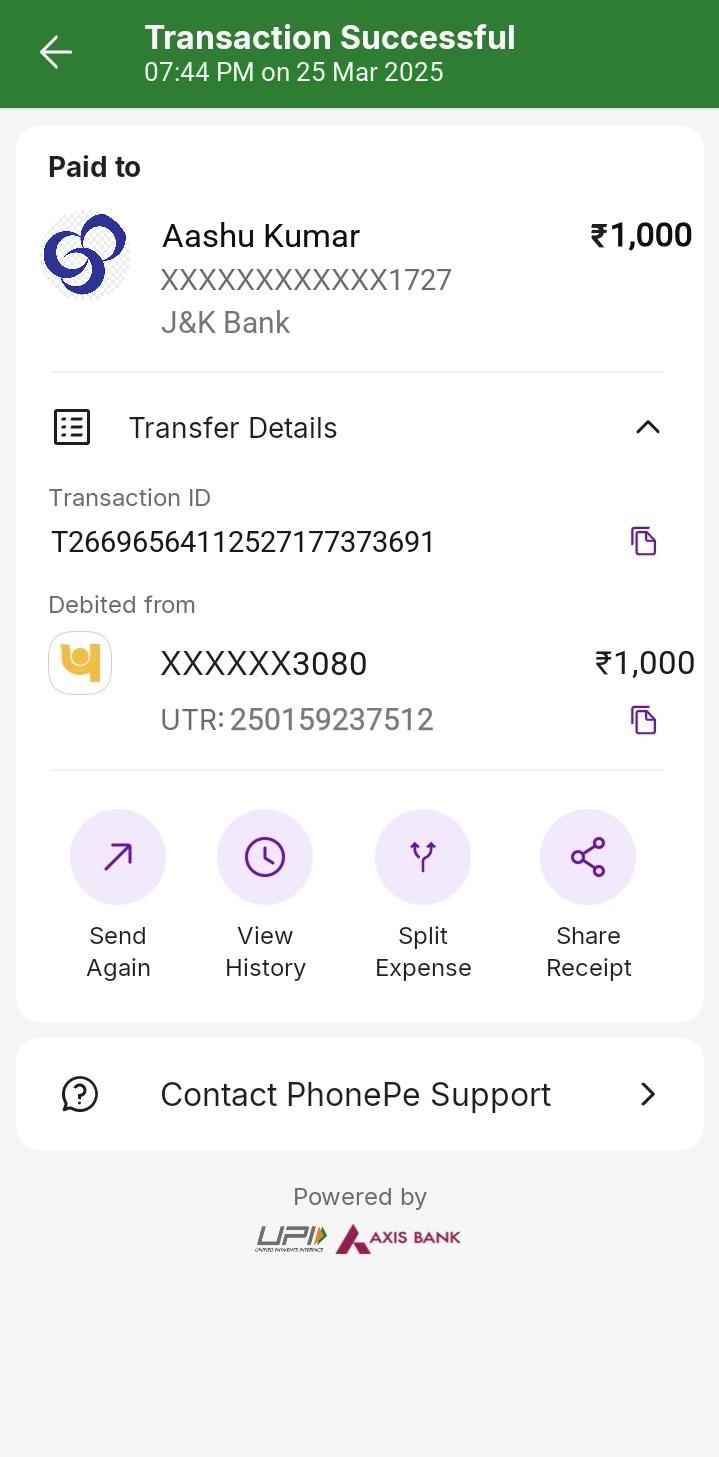 Transaction Successful
07:44 PM on 25 Mar 2025
Paid to
Aashu Kumar
₹1,000
XXXXXXXXXXXX1727
J&K Bank
Transfer Details
Transaction ID
T26696564112527177373691
Debited from
XXXXXX3080
₹1,000
UTR: 250159237512
Send
Again
View
History
Split
Expense
Share
Receipt
Contact PhonePe Support
Powered by
UPI
UNIFIED PAYMENTS INTERFACE
AXIS BANK